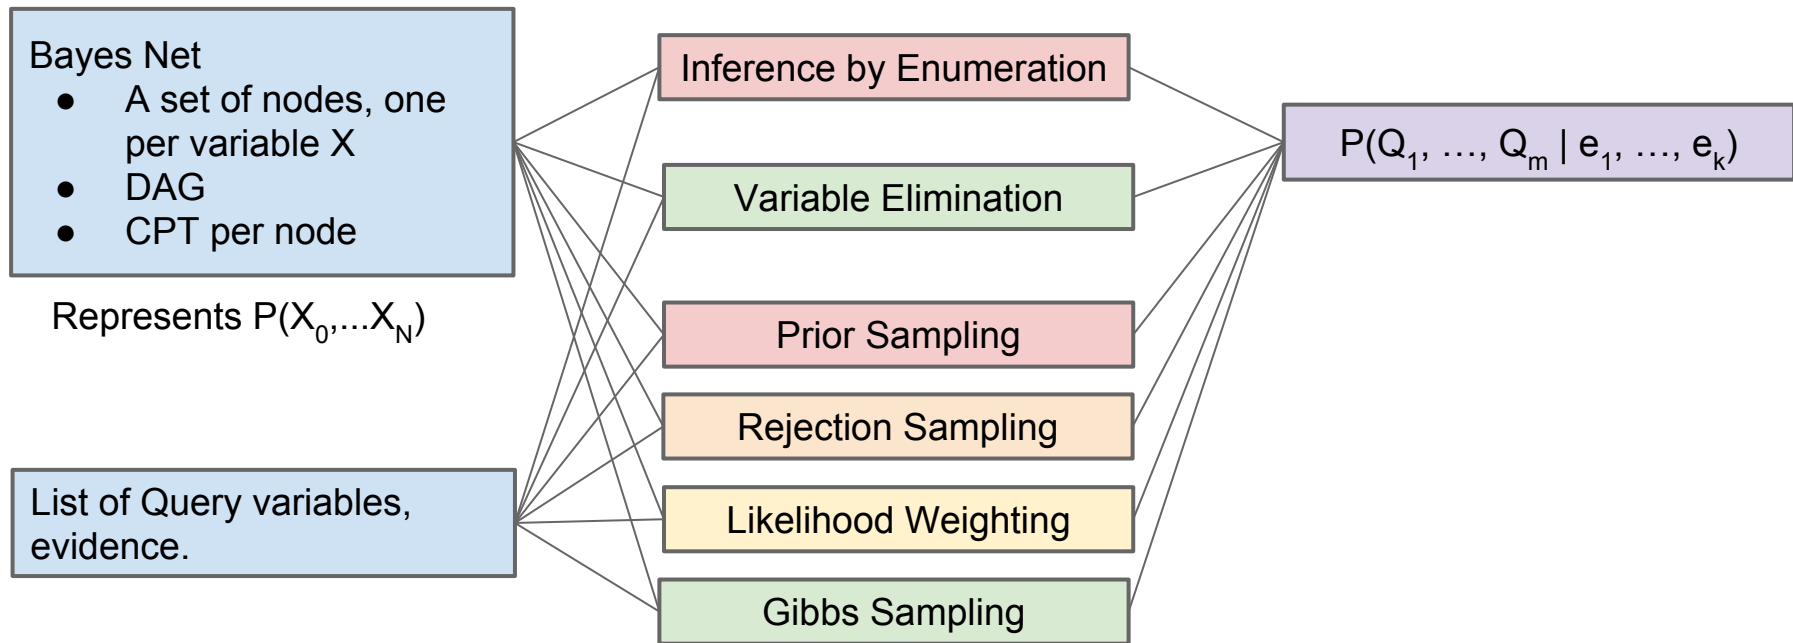 Bayes Net
● A set of nodes, one
per variable X
● DAG
● CPT per node
Represents P(X₀,...X_N)
List of Query variables,
evidence.
Inference by Enumeration
Variable Elimination
Prior Sampling
Rejection Sampling
Likelihood Weighting
Gibbs Sampling
P(Q₁, …, Qₘ | e₁, …, eₖ)